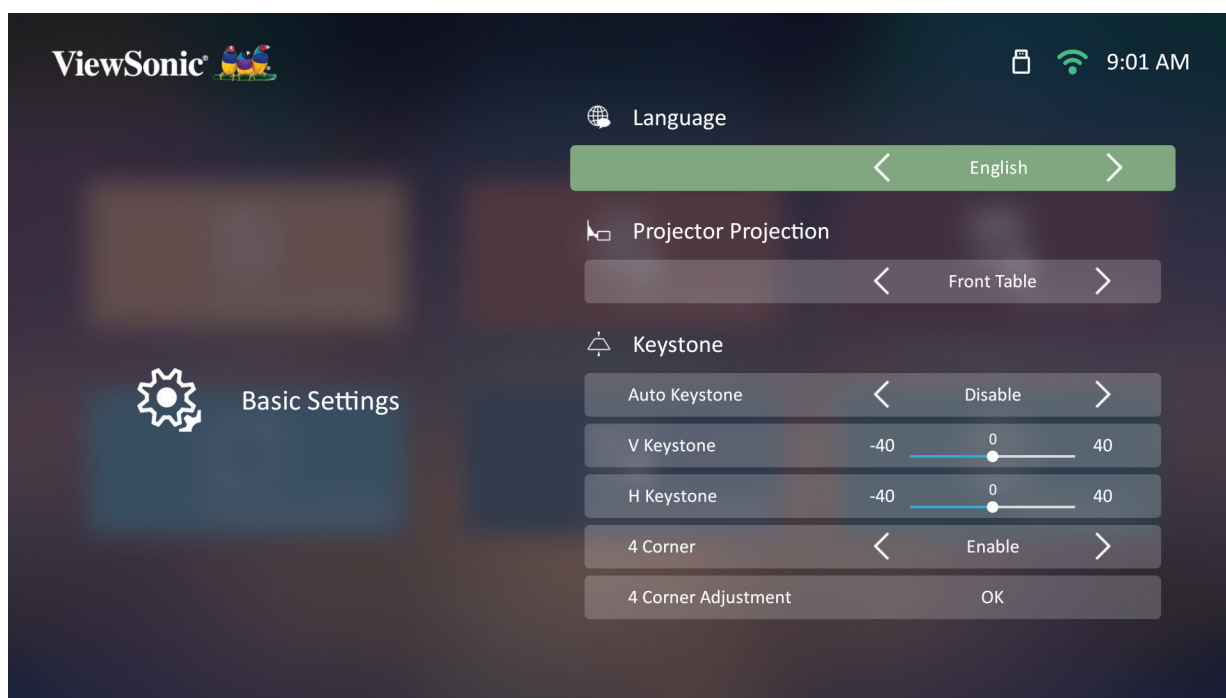 ViewSonic®
9:01 AM
Language
English
Projector Projection
Front Table
Keystone
Basic Settings
Auto Keystone Disable
V Keystone -40 0 40
H Keystone -40 0 40
4 Corner Enable
4 Corner Adjustment OK